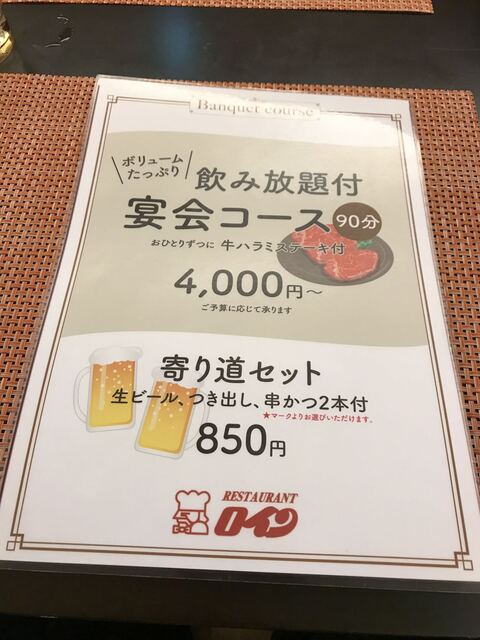 Banquet course
ボリューム
たっぷり
飲み放題付
宴会コース 90分
おひとりずつに 牛ハラミステーキ付
4,000円～
ご予算に応じて承ります
寄り道セット
生ビール、つき出し、串かつ2本付
★マークよりお選びいただけます。
850円
RESTAURANT
ロイン